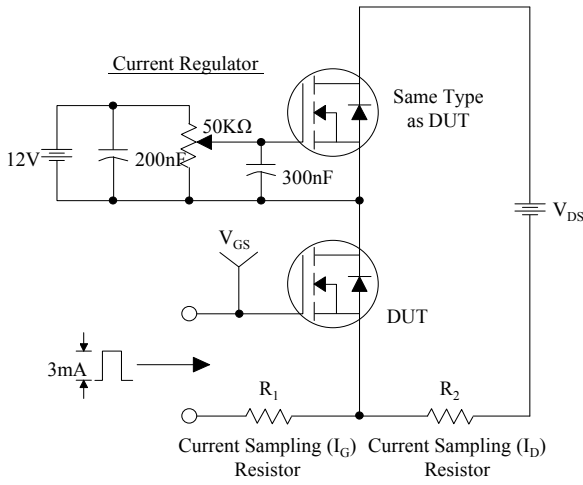 Current Regulator
Same Type
as DUT
50KΩ
12V
200nF
300nF
V_DS
V_GS
DUT
3mA
R_1
R_2
Current Sampling (I_G)
Resistor
Current Sampling (I_D)
Resistor